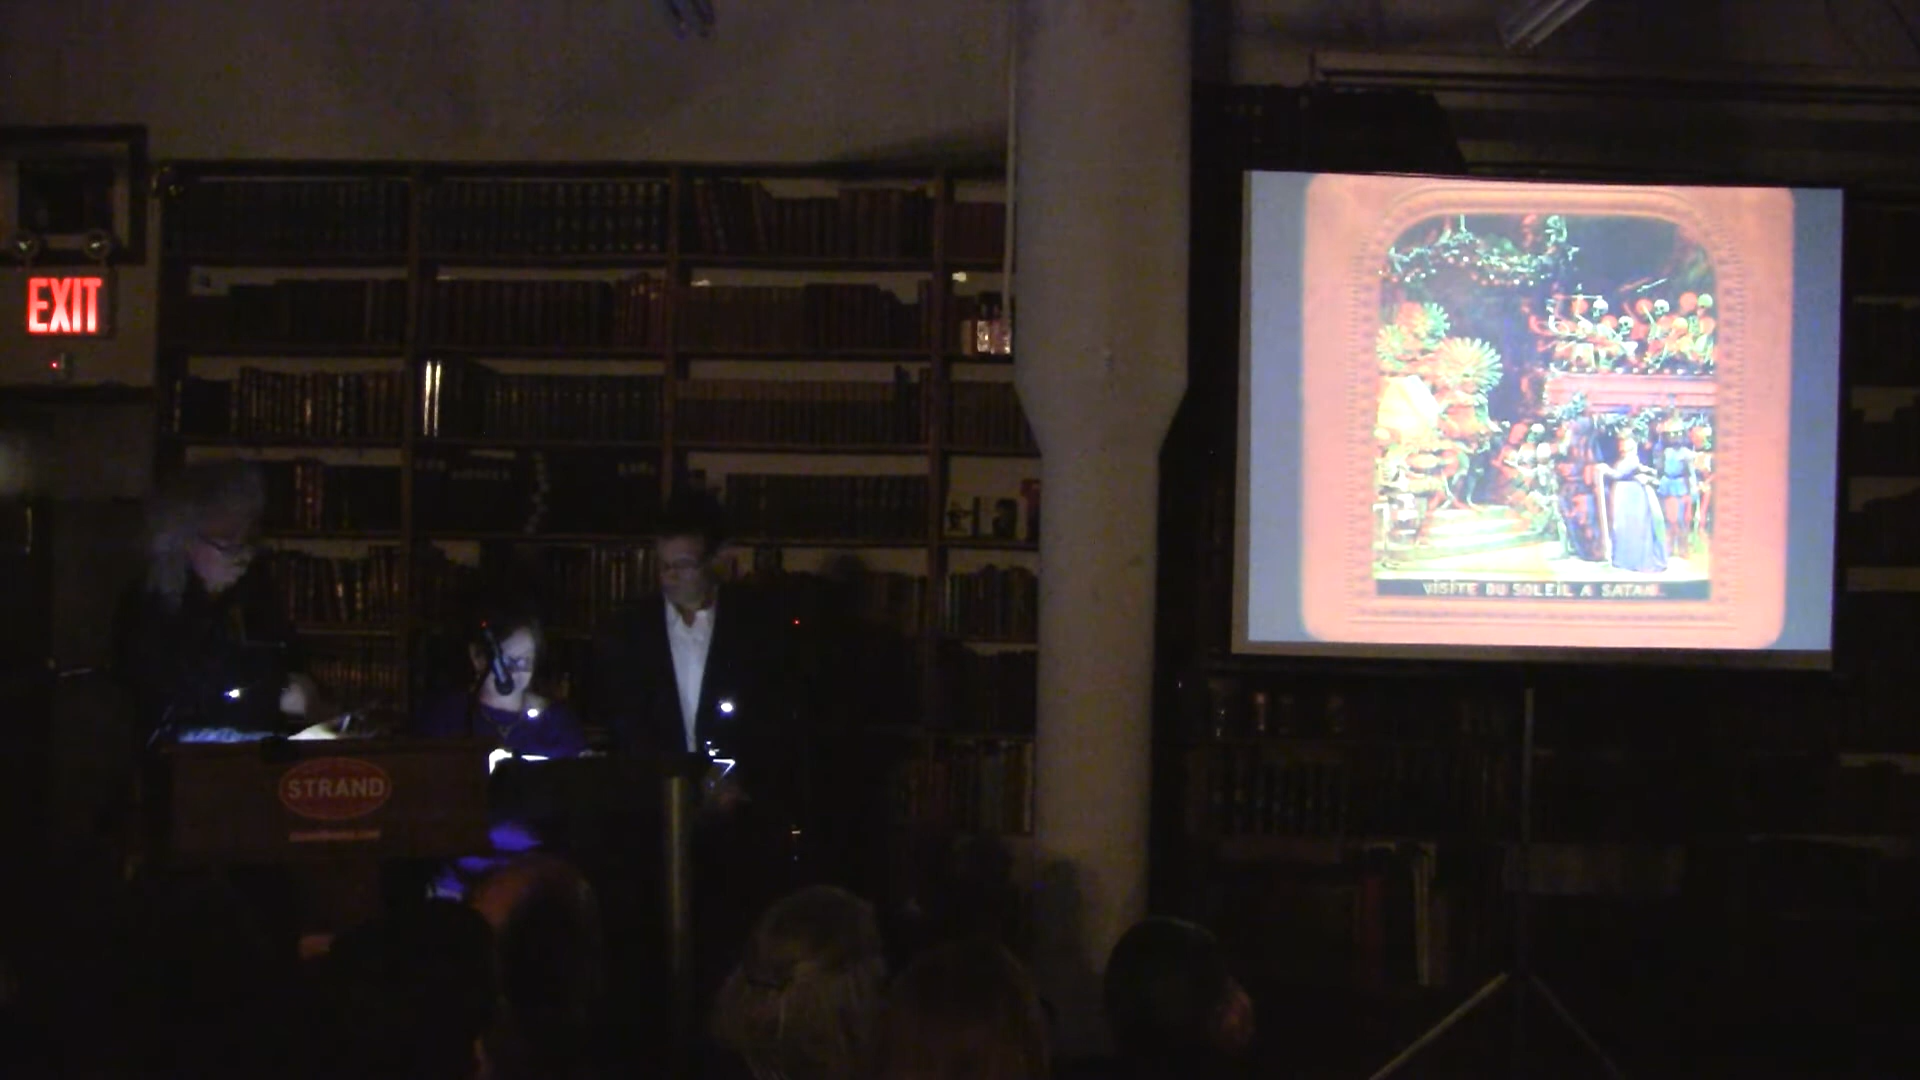 EXIT
STRAND
VISITE DU SOLEIL A SATAN.